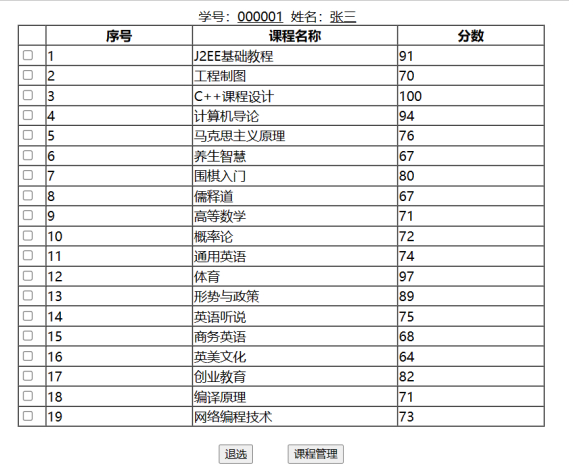 学号：000001 姓名：张三
序号 课程名称 分数
1 J2EE基础教程 91
2 工程制图 70
3 C++课程设计 100
4 计算机导论 94
5 马克思主义原理 76
6 养生智慧 67
7 围棋入门 80
8 儒释道 67
9 高等数学 71
10 概率论 72
11 通用英语 74
12 体育 97
13 形势与政策 89
14 英语听说 75
15 商务英语 68
16 英美文化 64
17 创业教育 82
18 编译原理 71
19 网络编程技术 73
退选 课程管理